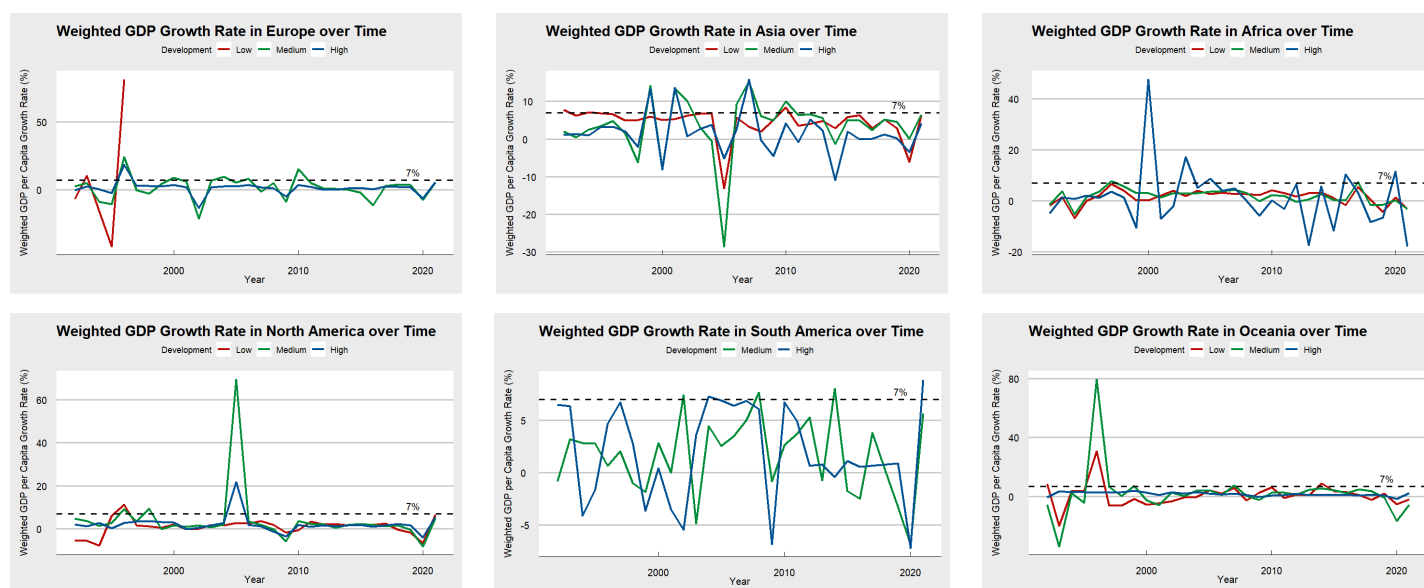 Weighted GDP Growth Rate in Europe over Time
Development Low Medium High
Weighted GDP per Capita Growth Rate (%)
50
0
7%
2000
2010
2020
Year
Weighted GDP Growth Rate in Asia over Time
Development Low Medium High
Weighted GDP per Capita Growth Rate (%)
10
0
-10
-20
-30
7%
2000
2010
2020
Year
Weighted GDP Growth Rate in Africa over Time
Development Low Medium High
Weighted GDP per Capita Growth Rate (%)
40
20
0
-20
7%
2000
2010
2020
Year
Weighted GDP Growth Rate in North America over Time
Development Low Medium High
Weighted GDP per Capita Growth Rate (%)
60
40
20
0
7%
2000
2010
2020
Year
Weighted GDP Growth Rate in South America over Time
Development Medium High
Weighted GDP per Capita Growth Rate (%)
5
0
-5
7%
2000
2010
2020
Year
Weighted GDP Growth Rate in Oceania over Time
Development Low Medium High
Weighted GDP per Capita Growth Rate (%)
80
40
0
7%
2000
2010
2020
Year